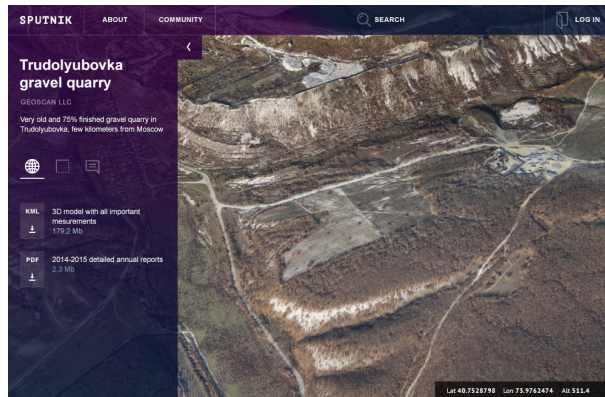 SPUTNIK ABOUT COMMUNITY SEARCH LOG IN
Trudolyubovka
gravel quarry
GEOSCAN LLC
Very old and 75% finished gravel quarry in
Trudolyubovka, few kilometers from Moscow
KML 3D model with all important
mesurements
179,2 Mb
PDF 2014-2015 detailed annual reports
2,3 Mb
Lat 40.7528798 Lon 73.9762474 Alt 511.4